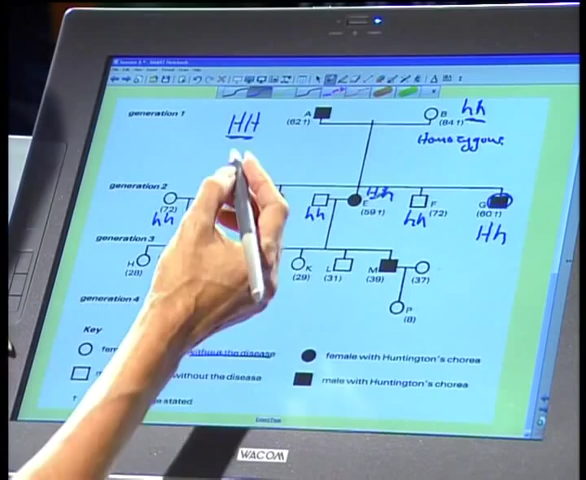 generation 1
HH
A
(62 †)
B
(84 †)
hh
Homozygous
generation 2
(72)
hh
hh
E
(59 †)
Hh
F
(72)
hh
G
(60 †)
Hh
generation 3
H
(28)
K
(29)
L
(31)
M
(39)
(37)
generation 4
P
(8)
Key
without the disease
female with Huntington's chorea
without the disease
male with Huntington's chorea
stated
WACOM